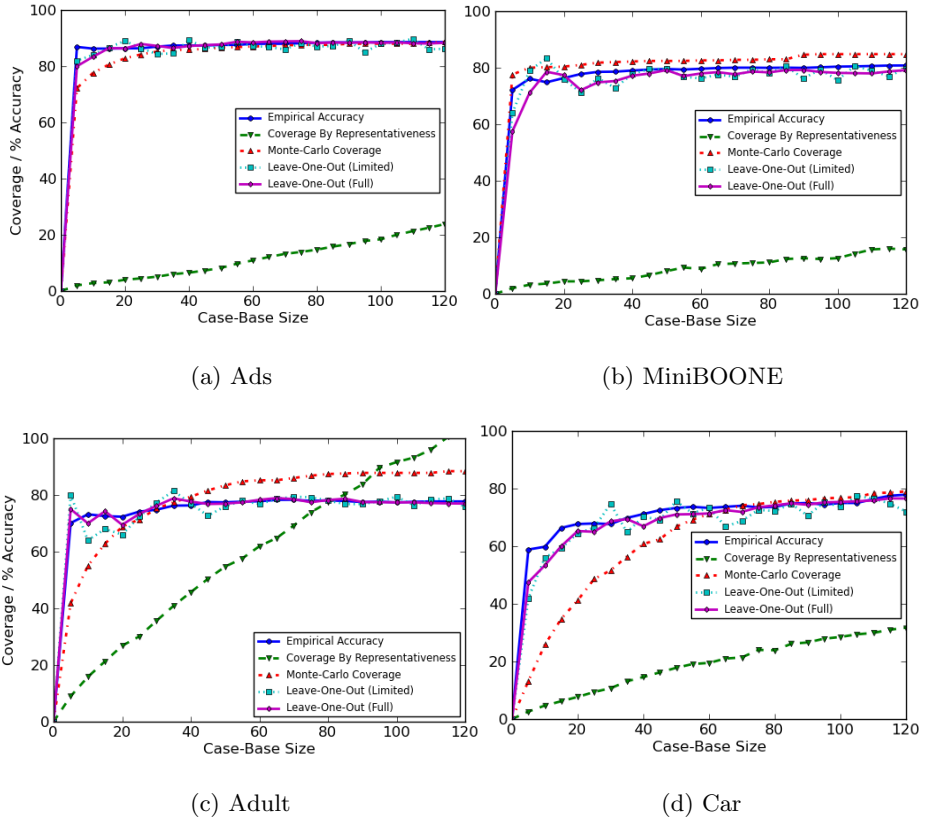 100
80
60
40
20
0
Coverage / % Accuracy
Empirical Accuracy
Coverage By Representativeness
Monte-Carlo Coverage
Leave-One-Out (Limited)
Leave-One-Out (Full)
0 20 40 60 80 100 120
Case-Base Size
(a) Ads
100
80
60
40
20
0
Empirical Accuracy
Coverage By Representativeness
Monte-Carlo Coverage
Leave-One-Out (Limited)
Leave-One-Out (Full)
0 20 40 60 80 100 120
Case-Base Size
(b) MiniBOONE
100
80
60
40
20
0
Coverage / % Accuracy
Empirical Accuracy
Coverage By Representativeness
Monte-Carlo Coverage
Leave-One-Out (Limited)
Leave-One-Out (Full)
0 20 40 60 80 100 120
Case-Base Size
(c) Adult
100
80
60
40
20
0
Empirical Accuracy
Coverage By Representativeness
Monte-Carlo Coverage
Leave-One-Out (Limited)
Leave-One-Out (Full)
0 20 40 60 80 100 120
Case-Base Size
(d) Car